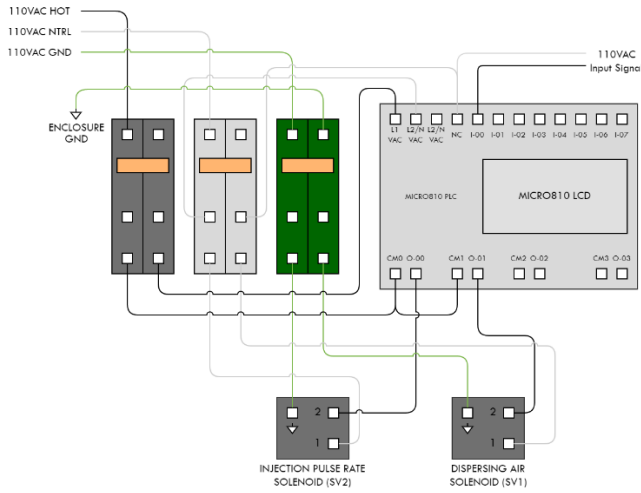 110VAC HOT
110VAC NTRL
110VAC GND
ENCLOSURE
GND
110VAC
Input Signa
L1
VAC
L2/N
VAC
L2/N
VAC
NC
I-00
I-01
I-02
I-03
I-04
I-05
I-06
I-07
MICRO810 PLC
MICRO810 LCD
CM0 O-00
CM1 O-01
CM2 O-02
CM3 O-03
2
1
INJECTION PULSE RATE
SOLENOID (SV2)
2
1
DISPERSING AIR
SOLENOID (SV1)